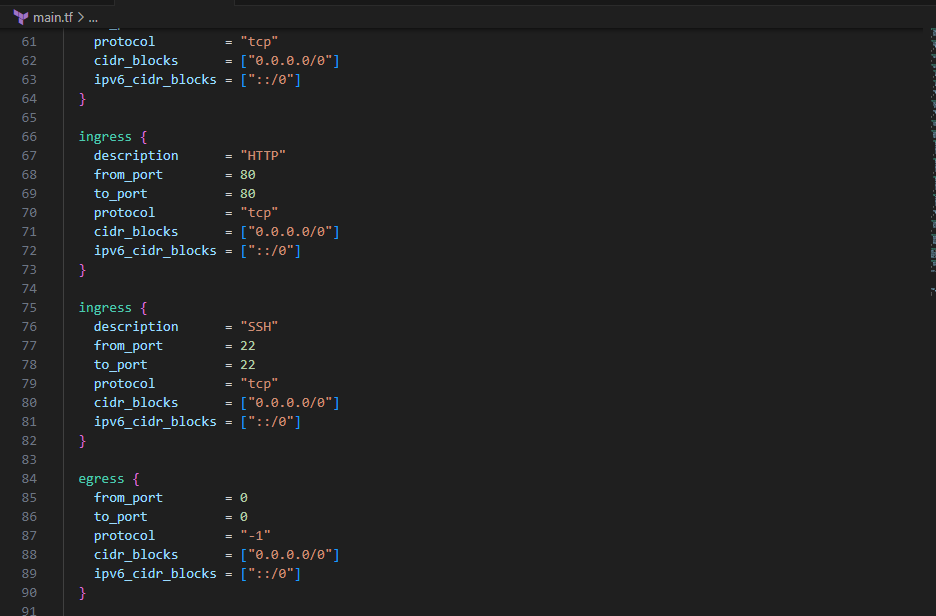 main.tf > ...
61 protocol = "tcp"
62 cidr_blocks = ["0.0.0.0/0"]
63 ipv6_cidr_blocks = ["::/0"]
64 }
65
66 ingress {
67 description = "HTTP"
68 from_port = 80
69 to_port = 80
70 protocol = "tcp"
71 cidr_blocks = ["0.0.0.0/0"]
72 ipv6_cidr_blocks = ["::/0"]
73 }
74
75 ingress {
76 description = "SSH"
77 from_port = 22
78 to_port = 22
79 protocol = "tcp"
80 cidr_blocks = ["0.0.0.0/0"]
81 ipv6_cidr_blocks = ["::/0"]
82 }
83
84 egress {
85 from_port = 0
86 to_port = 0
87 protocol = "-1"
88 cidr_blocks = ["0.0.0.0/0"]
89 ipv6_cidr_blocks = ["::/0"]
90 }
91